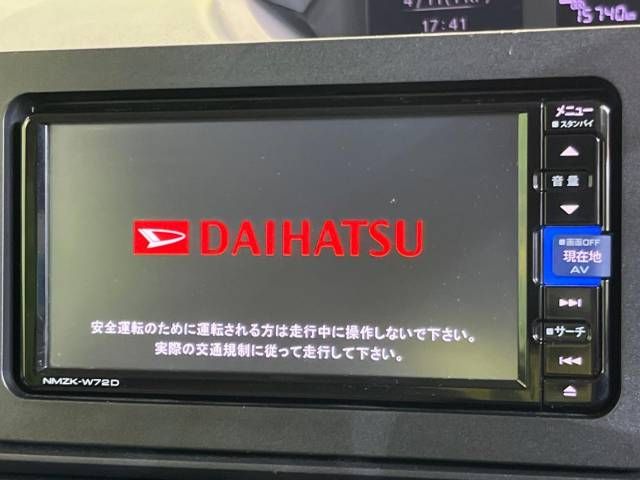 17:41
15740
メニュー
スタンバイ
音量
DAIHATSU
画面OFF
現在地
AV
安全運転のために運転される方は走行中に操作しないで下さい。
サーチ
実際の交通規制に従って走行して下さい。
NMZK-W72D